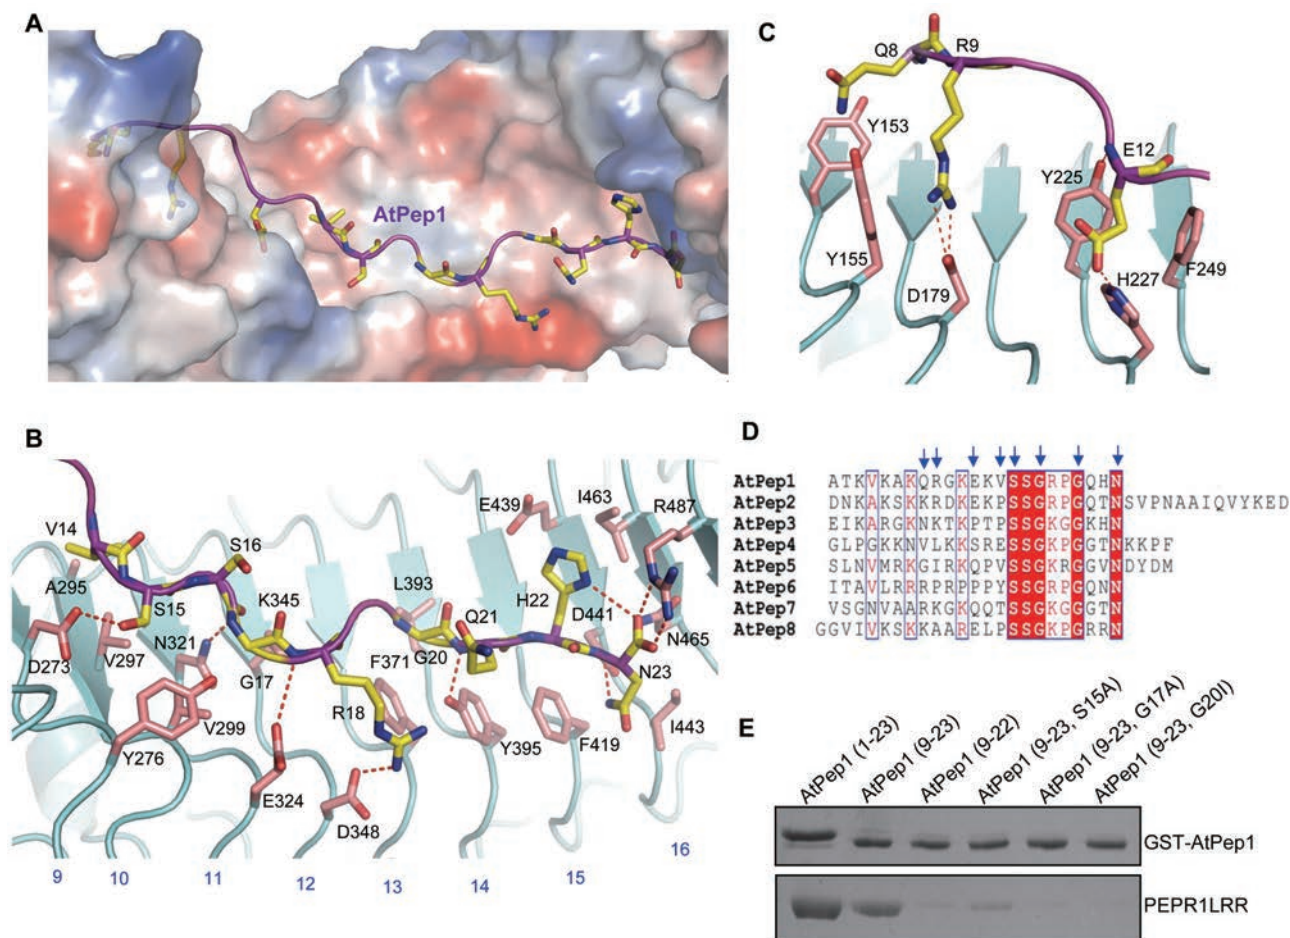 A
AtPep1
B
V14
A295
D273
S15
V297
N321
Y276
V299
S16
K345
G17
E324
R18
D348
F371
L393
G20
Q21
Y395
E439
H22
D441
F419
I463
R487
N465
N23
I443
9 10 11 12 13 14 15 16
C
Q8
R9
Y153
Y155
D179
Y225
E12
H227
F249
D
AtPep1 ATKVKAKQRGKEKVSSGRPGQHN
AtPep2 DNKAKSKKRDKEKPSSGRPGQTNSVPNAAIQVYKED
AtPep3 EIKARGKNKTKPTPSSGKGGKHN
AtPep4 GLPGKKNVLKKSRESSGKPGGTNKKPF
AtPep5 SLNVMRKGIRKQPVSSGKRGGVNDYDM
AtPep6 ITAVLRRRPRPPPYSSGRPGQNN
AtPep7 VSGNVAARKGKQQTSSGKGGGTN
AtPep8 GGVIVKSKKAARELPSSGKPGRRN
E
AtPep1 (1-23)
AtPep1 (9-23)
AtPep1 (9-22)
AtPep1 (9-23, S15A)
AtPep1 (9-23, G17A)
AtPep1 (9-23, G20I)
GST-AtPep1
PEPR1LRR